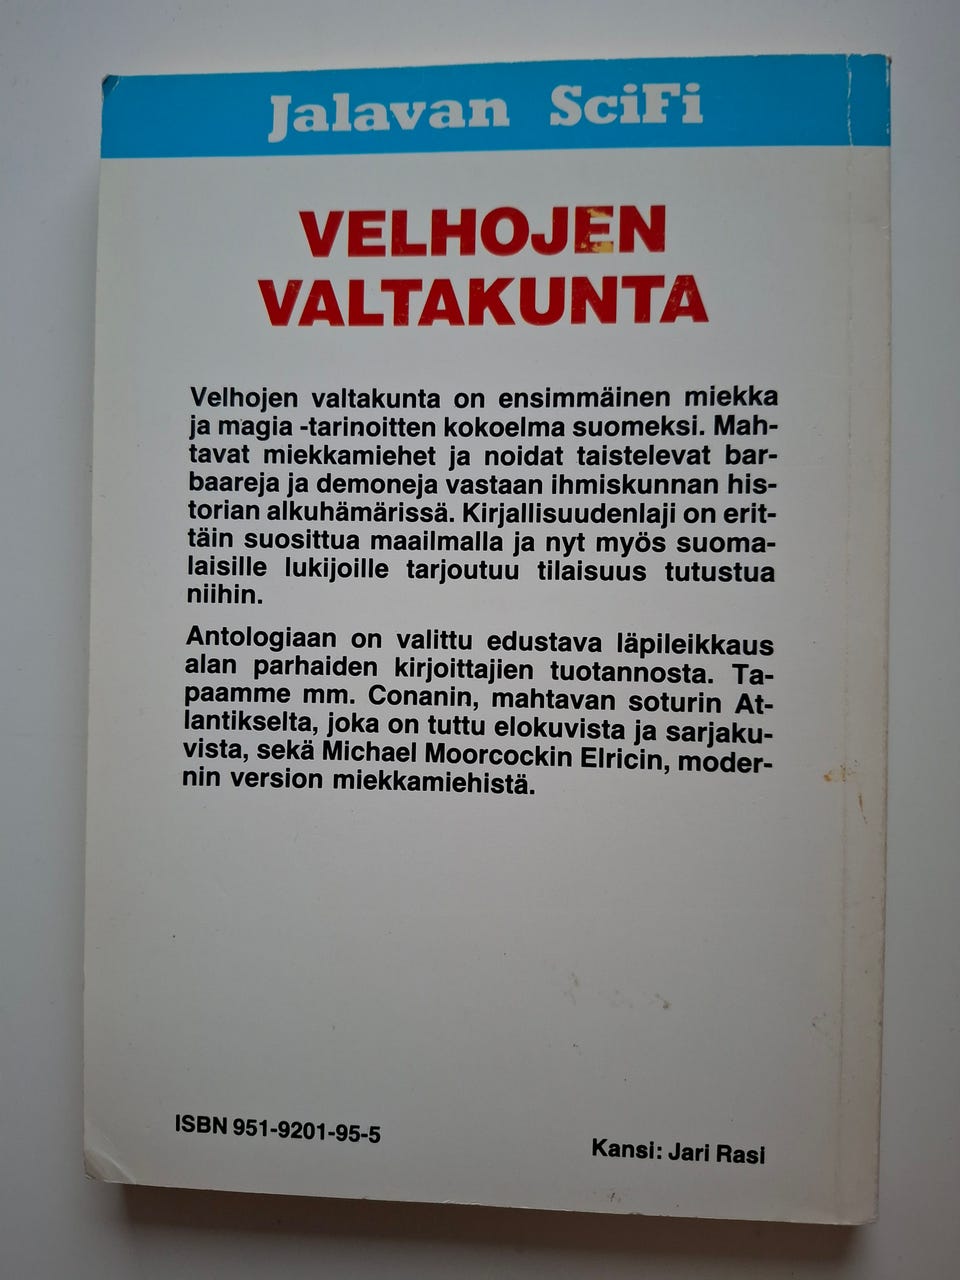 Jalavan SciFi
VELHOJEN
VALTAKUNTA
Velhojen valtakunta on ensimmäinen miekka
ja magia -tarinoitten kokoelma suomeksi. Mah-
tavat miekkamiehet ja noidat taistelevat bar-
baareja ja demoneja vastaan ihmiskunnan his-
torian alkuhämärissä. Kirjallisuudenlaji on erit-
täin suosittua maailmalla ja nyt myös suoma-
laisille lukijoille tarjoutuu tilaisuus tutustua
niihin.
Antologiaan on valittu edustava läpileikkaus
alan parhaiden kirjoittajien tuotannosta. Ta-
paamme mm. Conanin, mahtavan soturin At-
lantikselta, joka on tuttu elokuvista ja sarjaku-
vista, sekä Michael Moorcockin Elricin, moder-
nin version miekkamiehistä.
ISBN 951-9201-95-5
Kansi: Jari Rasi